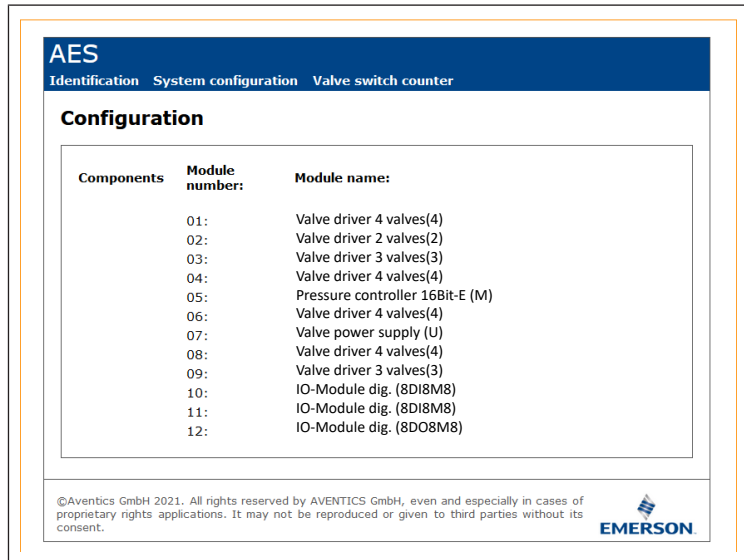 AES
Identification System configuration Valve switch counter
Configuration
Components Module number: Module name:
01: Valve driver 4 valves(4)
02: Valve driver 2 valves(2)
03: Valve driver 3 valves(3)
04: Valve driver 4 valves(4)
05: Pressure controller 16Bit-E (M)
06: Valve driver 4 valves(4)
07: Valve power supply (U)
08: Valve driver 4 valves(4)
09: Valve driver 3 valves(3)
10: IO-Module dig. (8DI8M8)
11: IO-Module dig. (8DI8M8)
12: IO-Module dig. (8DO8M8)
©Aventics GmbH 2021. All rights reserved by AVENTICS GmbH, even and especially in cases of
proprietary rights applications. It may not be reproduced or given to third parties without its
consent.
EMERSON.